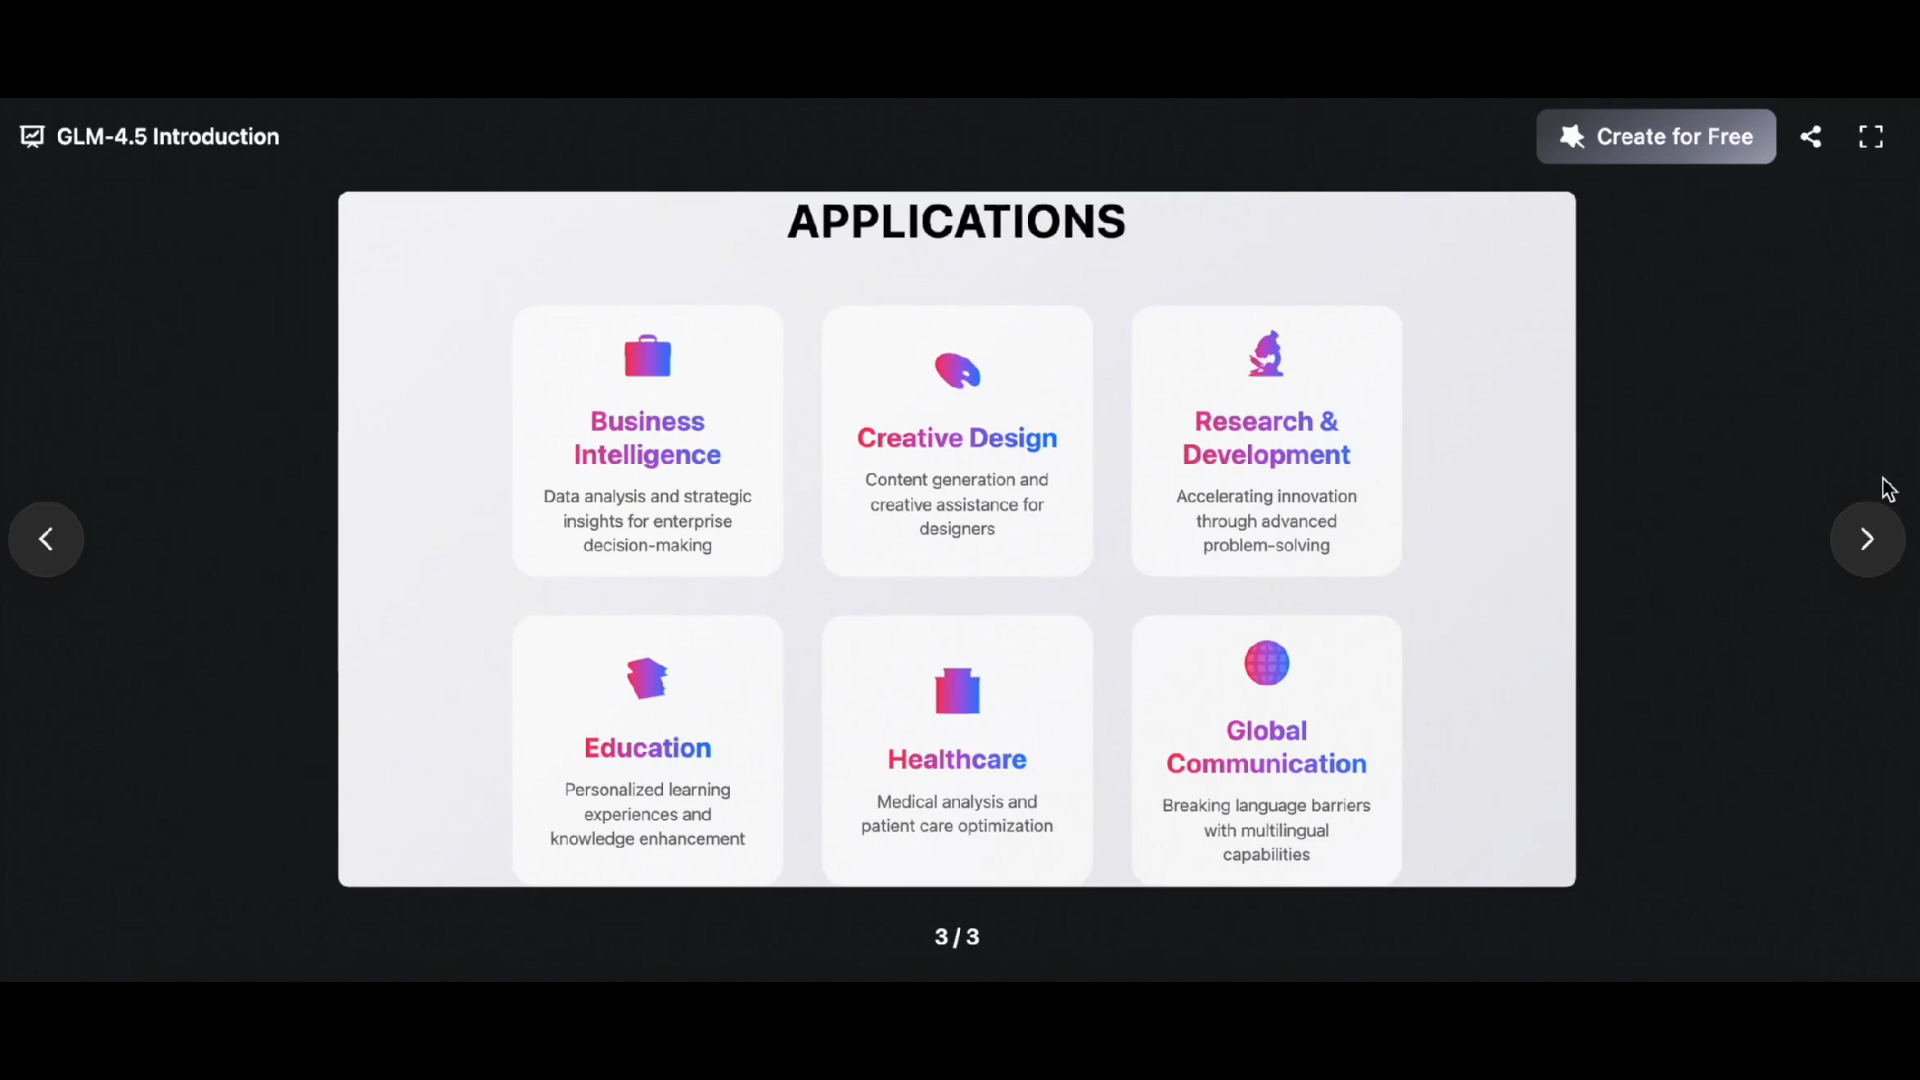 GLM-4.5 Introduction
Create for Free
APPLICATIONS
Business
Intelligence
Data analysis and strategic
insights for enterprise
decision-making
Creative Design
Content generation and
creative assistance for
designers
Research &
Development
Accelerating innovation
through advanced
problem-solving
Education
Personalized learning
experiences and
knowledge enhancement
Healthcare
Medical analysis and
patient care optimization
Global
Communication
Breaking language barriers
with multilingual
capabilities
3 / 3